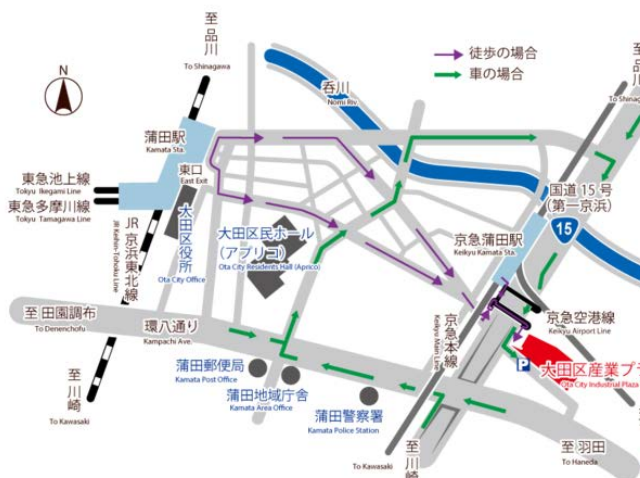 至品川
To Shinagawa
N
徒歩の場合
車の場合
呑川
Nomi Riv.
至品
To Shina
蒲田駅
Kamata Sta.
東口
East Exit
東急池上線
Tokyu Ikegami Line
東急多摩川線
Tokyu Tamagawa Line
大田区役所
Ota City Office
JR京浜東北線
JR Keihin-Tohoku Line
大田区民ホール
(アプリコ)
Ota City Residents Hall (Aprico)
国道15号
(第一京浜)
15
京急蒲田駅
Keikyu Kamata Sta.
京急空港線
Keikyu Airport Line
京急本線
Keikyu Main Line
至 田園調布
To Denenchofu
環八通り
Kampachi Ave.
蒲田郵便局
Kamata Post Office
蒲田地域庁舎
Kamata Area Office
蒲田警察署
Kamata Police Station
P
大田区産業プ
Ota City Industrial Plaza
至川崎
To Kawasaki
至川崎
To Kawasaki
至 羽田
To Haneda